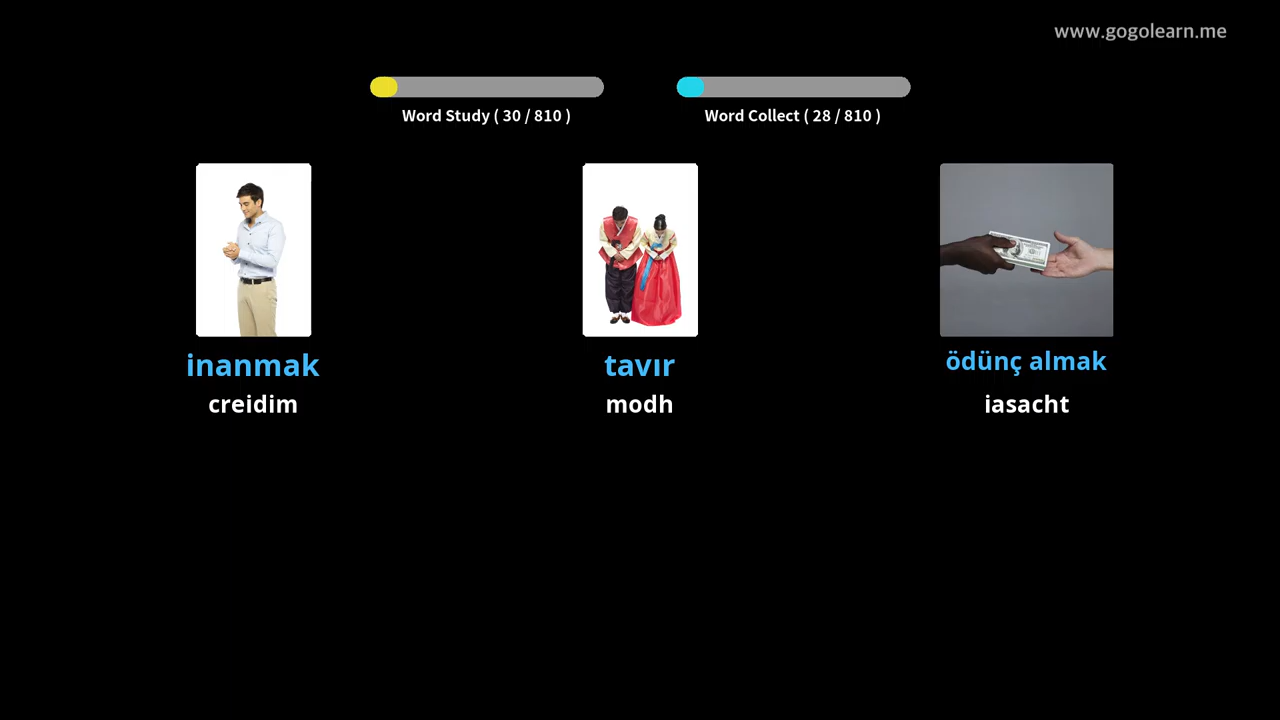 www.gogolearn.me
Word Study ( 30 / 810 )
Word Collect ( 28 / 810 )
inanmak
creidim
tavır
modh
ödünç almak
iasacht